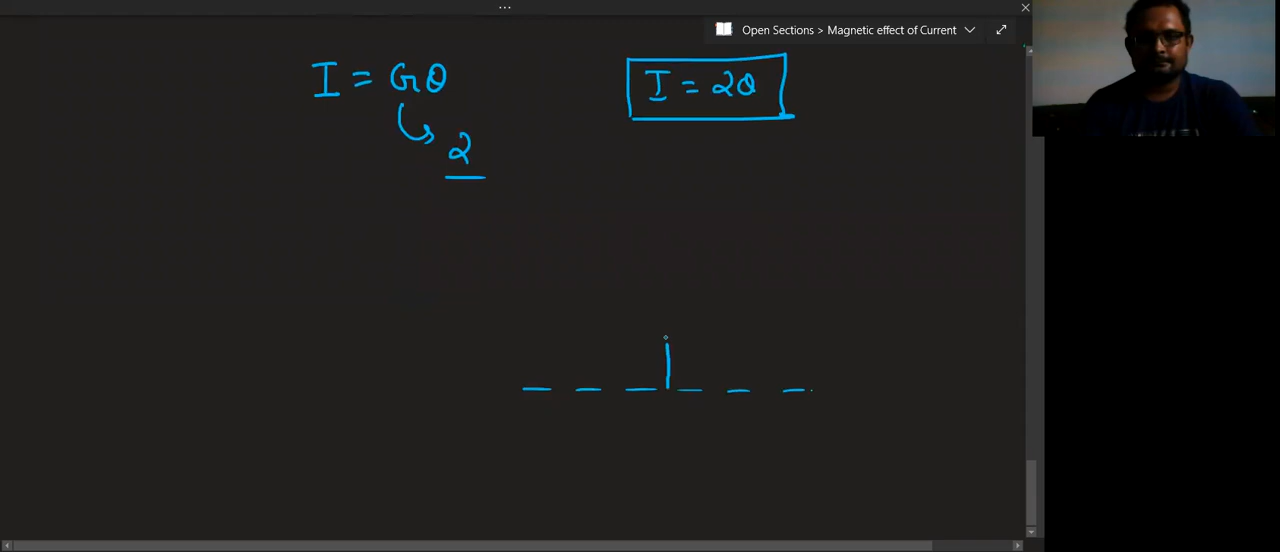 Open Sections > Magnetic effect of Current
I = Gθ
I = 2θ
2